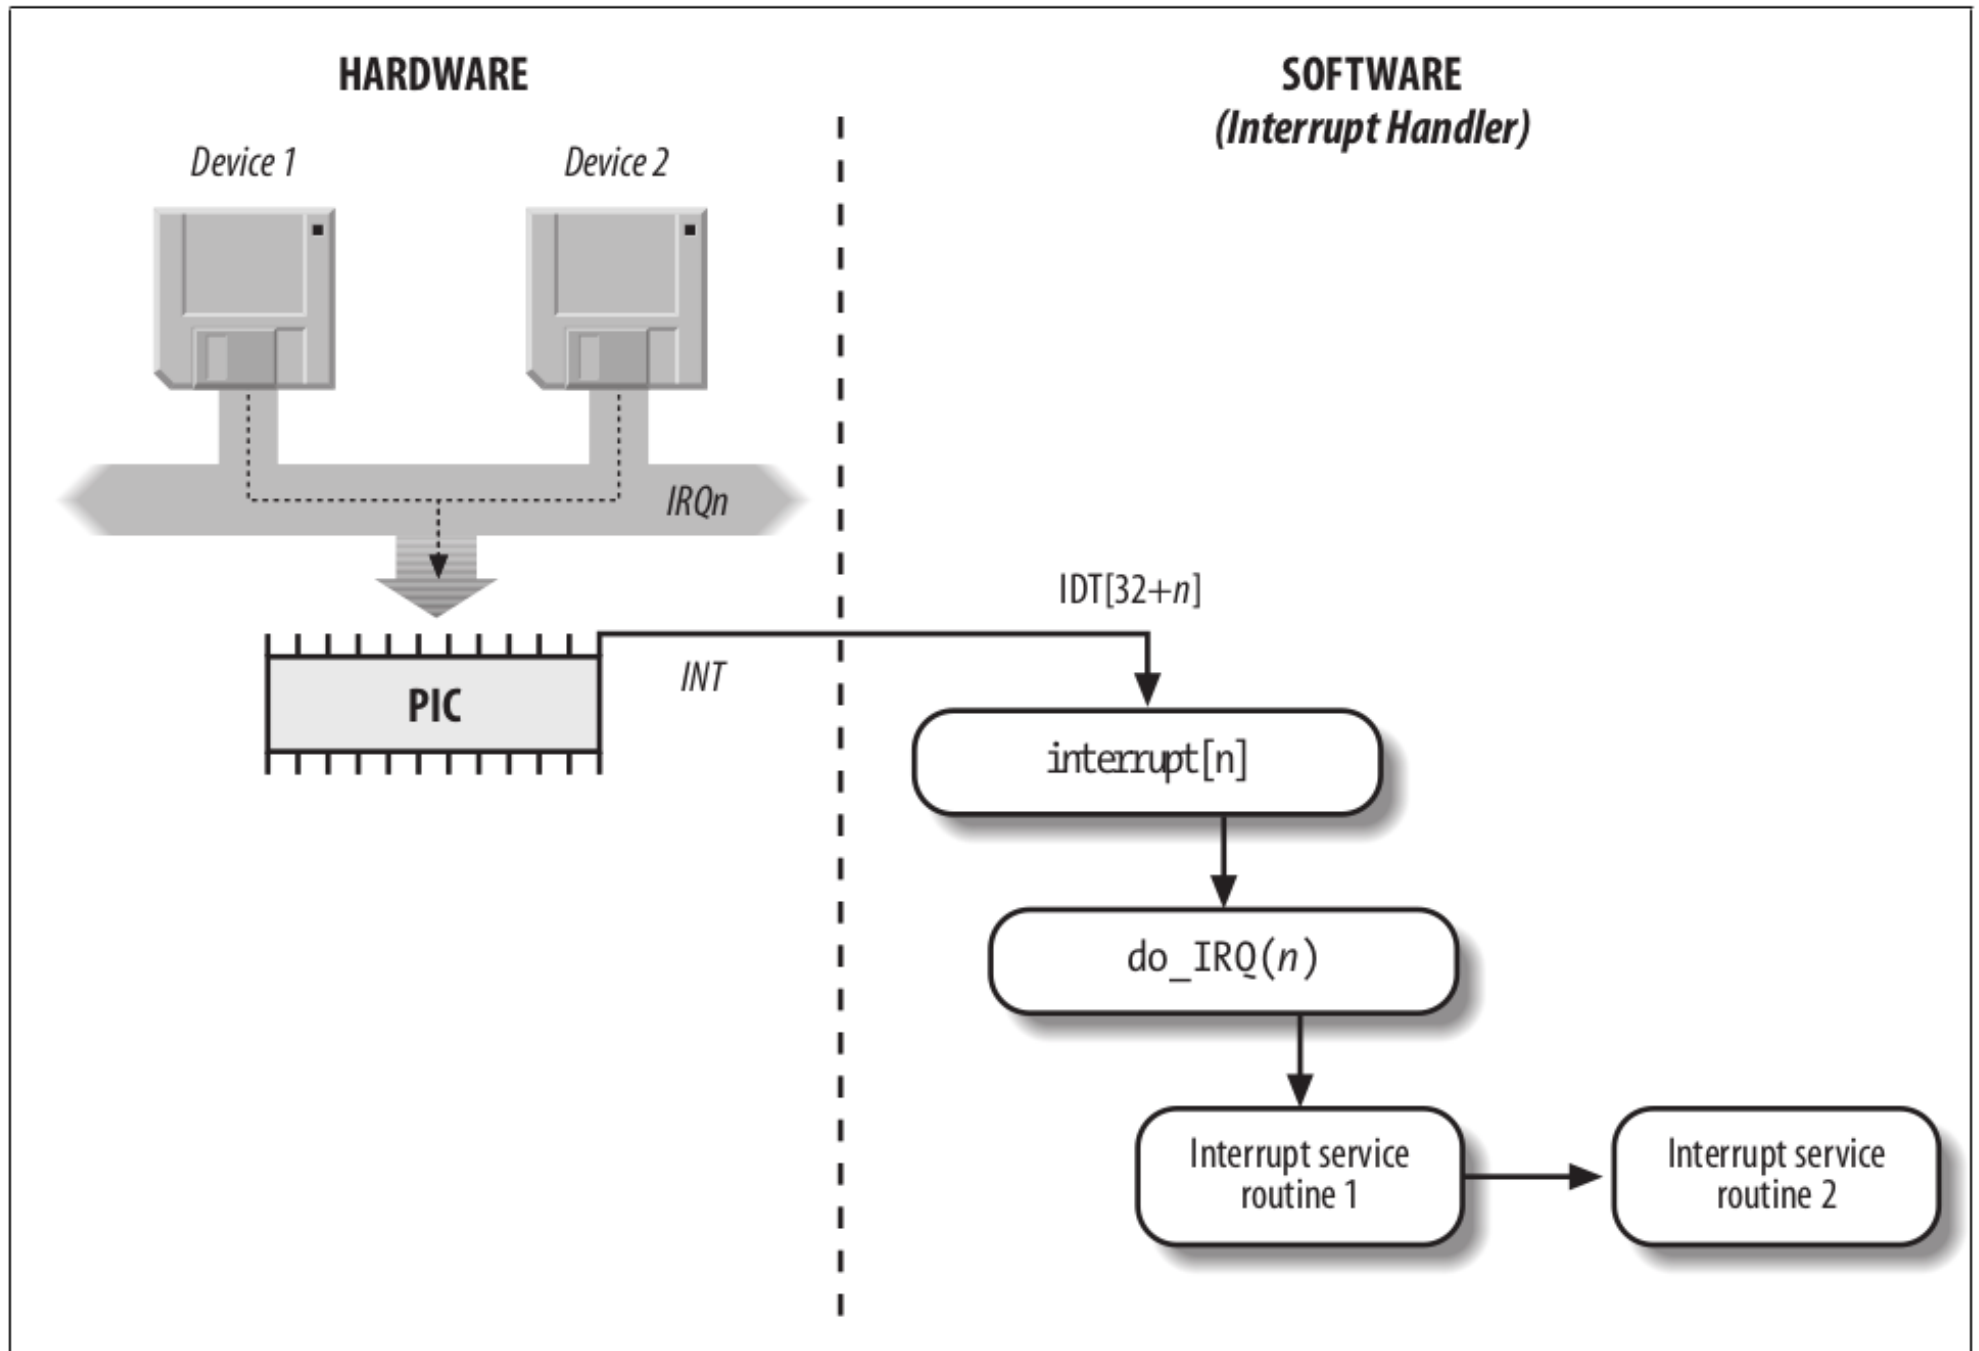 HARDWARE
SOFTWARE
(Interrupt Handler)
Device 1
Device 2
IRQn
IDT[32+n]
INT
PIC
interrupt[n]
do_IRQ(n)
Interrupt service
routine 1
Interrupt service
routine 2